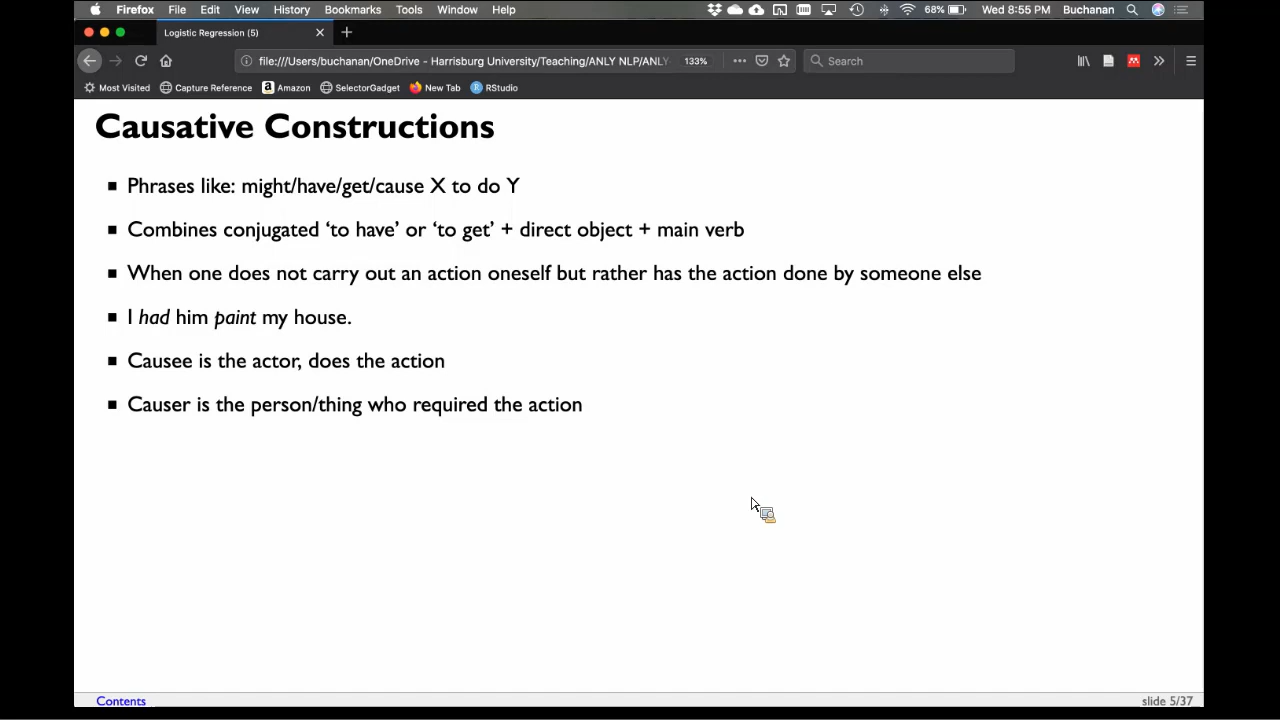 Firefox File Edit View History Bookmarks Tools Window Help 68% Wed 8:55 PM Buchanan
Logistic Regression (5)
file:///Users/buchanan/OneDrive - Harrisburg University/Teaching/ANLY NLP/ANLY 133% Search
Most Visited Capture Reference Amazon SelectorGadget New Tab RStudio
Causative Constructions
Phrases like: might/have/get/cause X to do Y
Combines conjugated ‘to have’ or ‘to get’ + direct object + main verb
When one does not carry out an action oneself but rather has the action done by someone else
I had him paint my house.
Causee is the actor, does the action
Causer is the person/thing who required the action
Contents slide 5/37